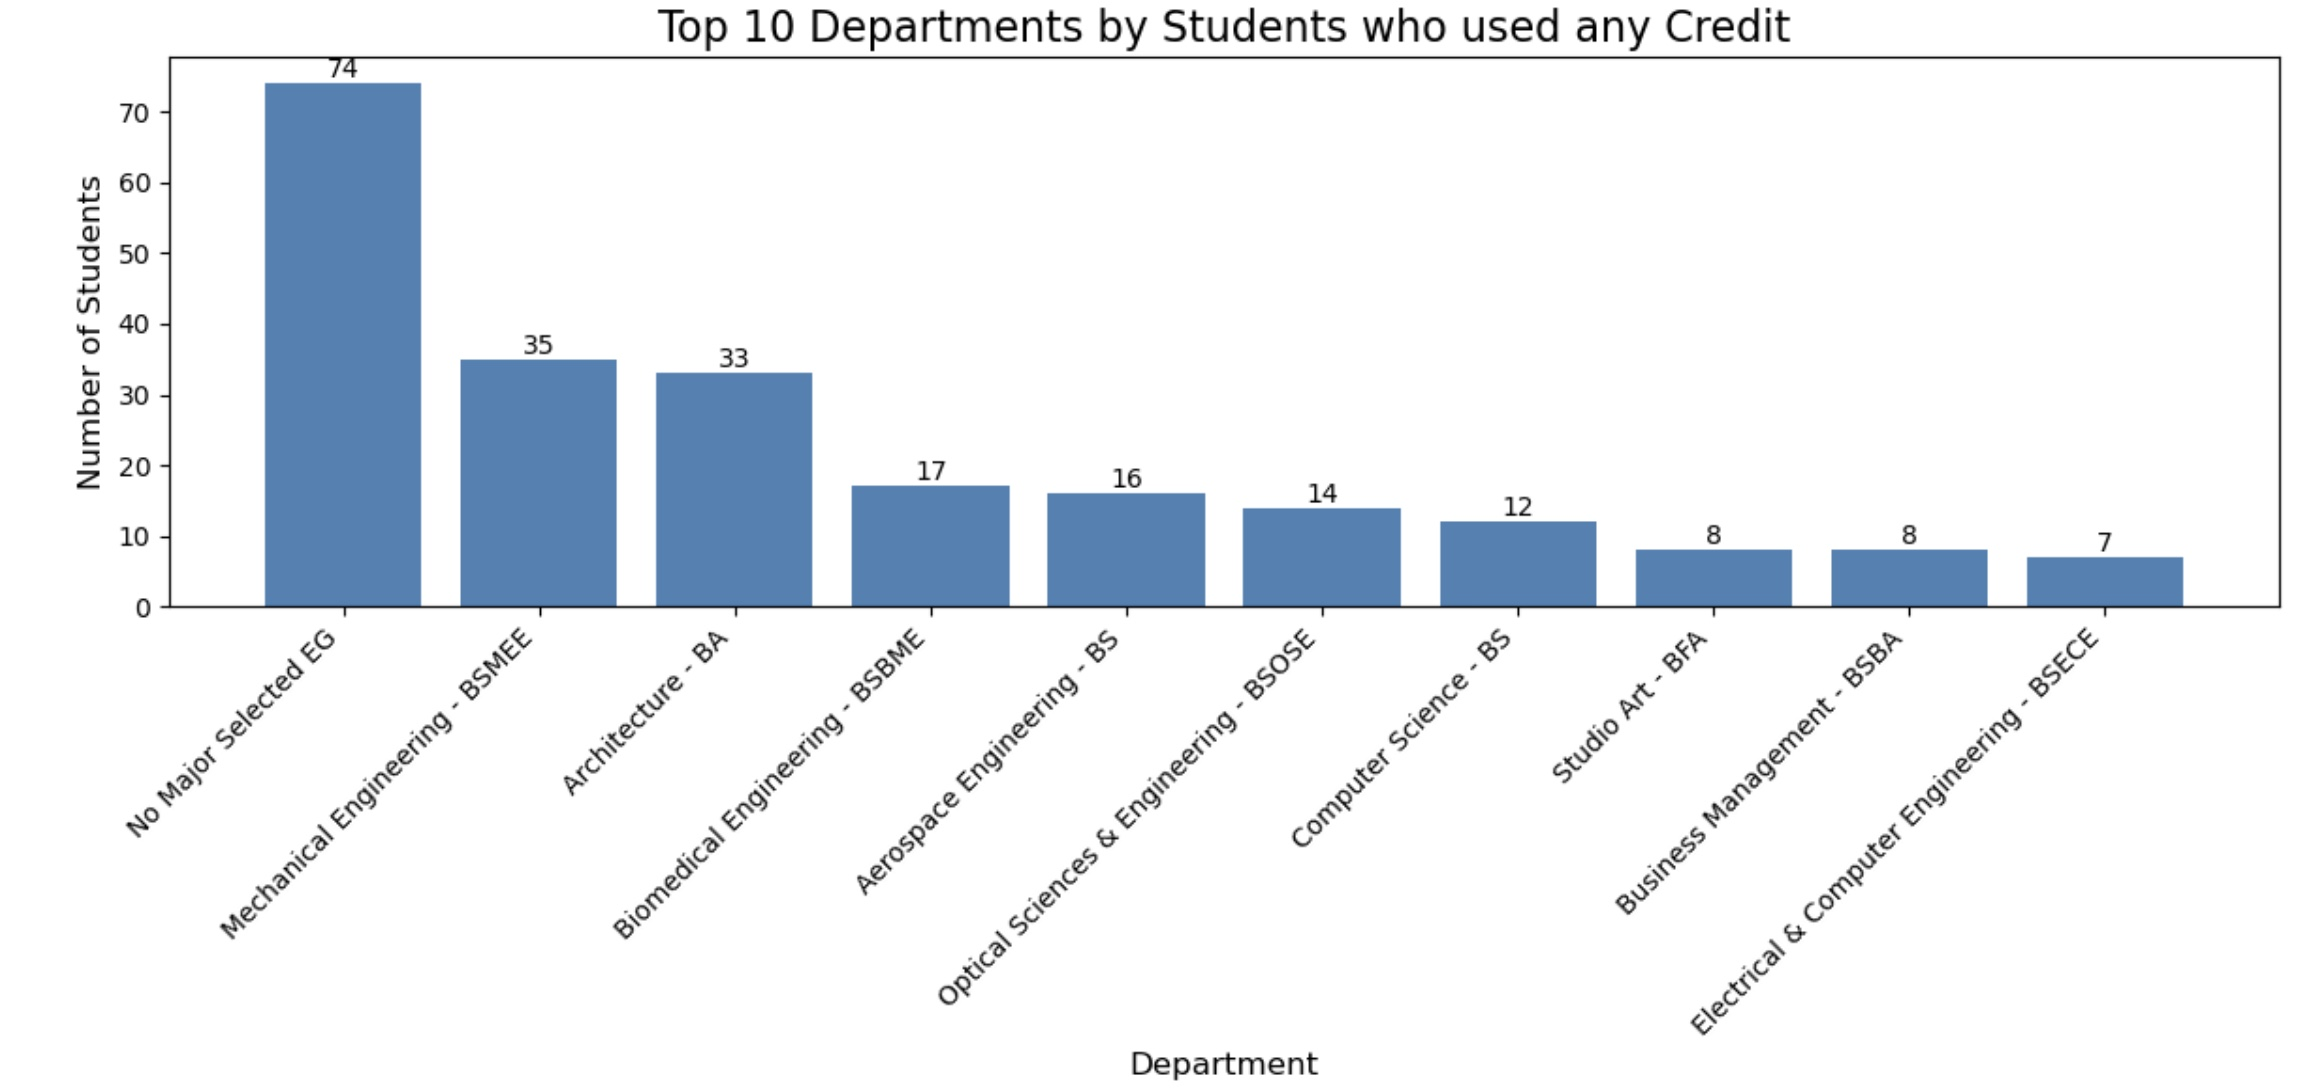 Top 10 Departments by Students who used any Credit
Number of Students
70
60
50
40
30
20
10
0
74
35
33
17
16
14
12
8
8
7
No Major Selected EG
Mechanical Engineering - BSMEE
Architecture - BA
Biomedical Engineering - BSBME
Aerospace Engineering - BS
Optical Sciences & Engineering - BSOSE
Computer Science - BS
Studio Art - BFA
Business Management - BSBA
Electrical & Computer Engineering - BSECE
Department